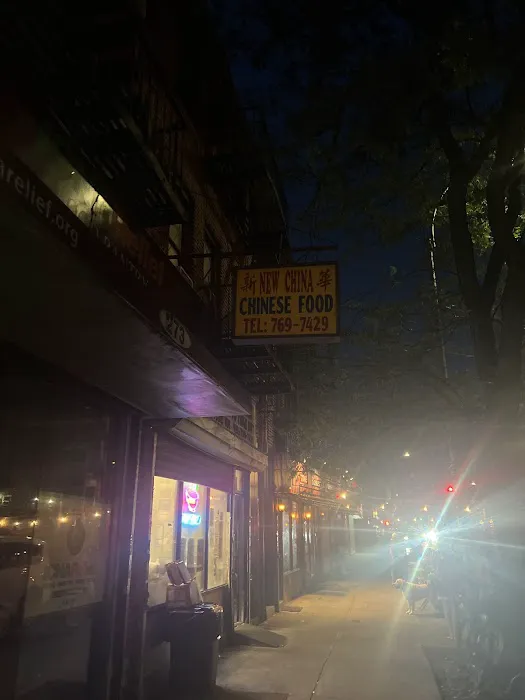 relief.org
273
新 NEW CHINA 華
CHINESE FOOD
TEL: 769-7429